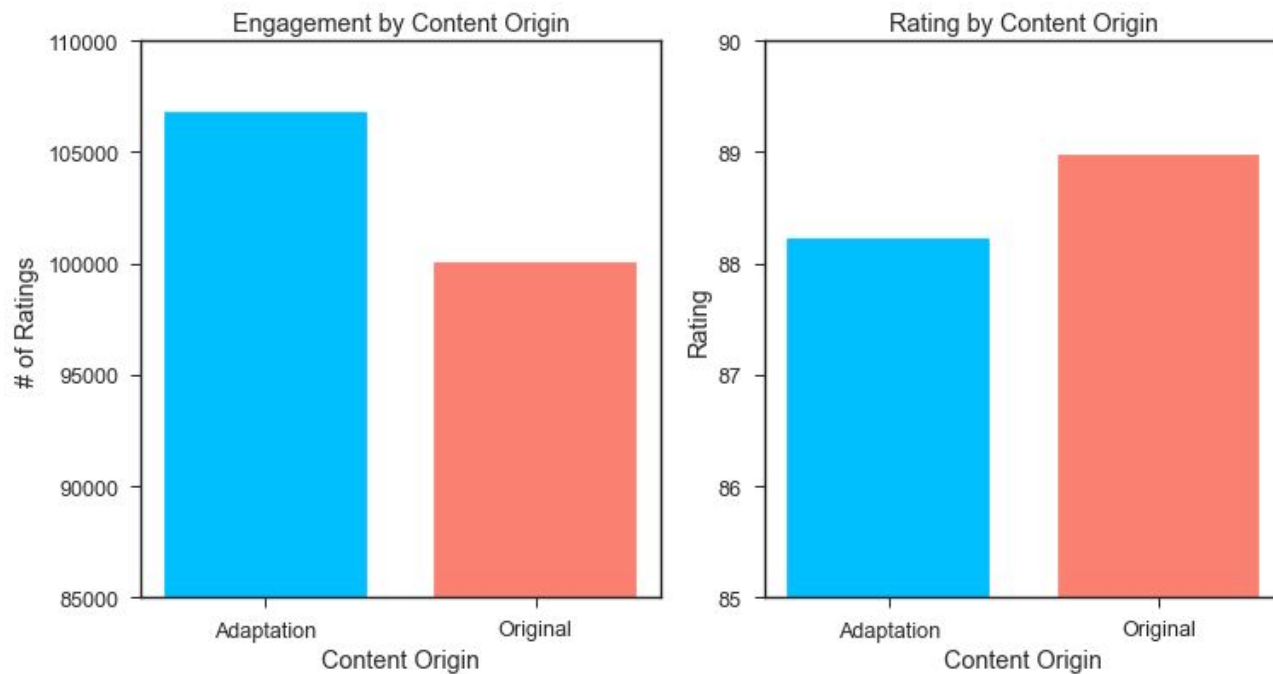 Engagement by Content Origin
110000
105000
100000
95000
90000
85000
# of Ratings
Adaptation
Original
Content Origin
Rating by Content Origin
90
89
88
87
86
85
Rating
Adaptation
Original
Content Origin